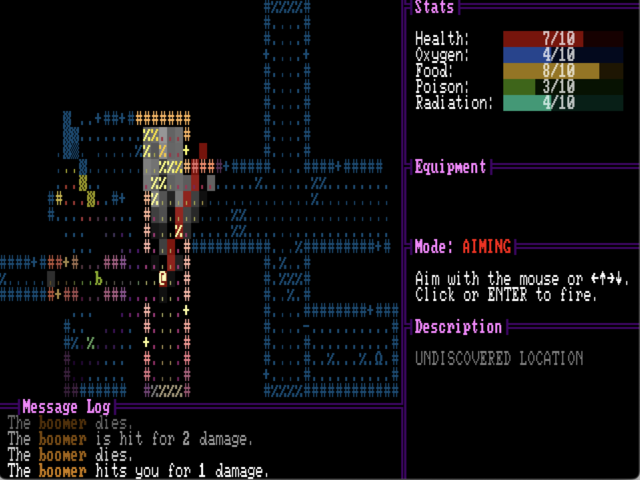 Stats
Health: 7/10
Oxygen: 4/10
Food: 8/10
Poison: 3/10
Radiation: 4/10
Equipment
Mode: AIMING
Aim with the mouse or ←↑→↓.
Click or ENTER to fire.
Description
UNDISCOVERED LOCATION
Message Log
The boomer dies.
The boomer is hit for 2 damage.
The boomer dies.
The boomer hits you for 1 damage.